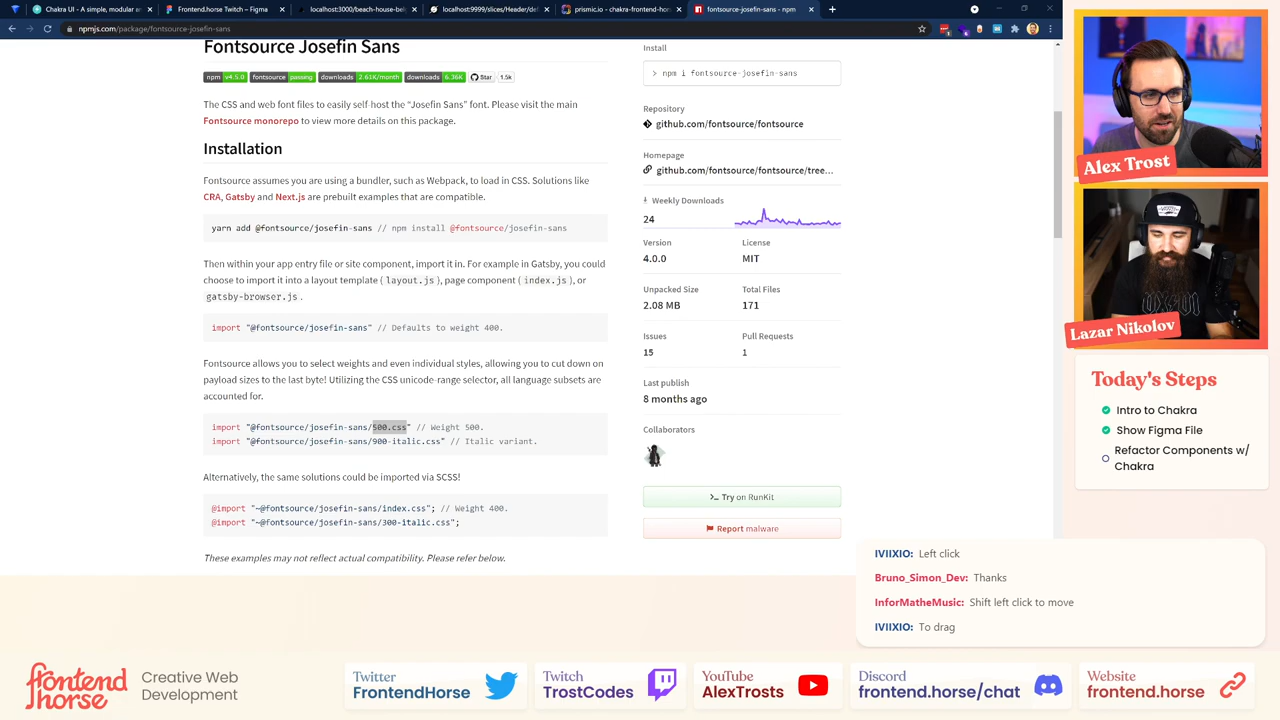 Chakra UI - A simple, modular an
Frontend.horse Twitch – Figma
localhost:3000/beach-house-bek
localhost:9999/slices/Header/def
prismic.io - chakra-frontend-hors
fontsource-josefin-sans - npm
npmjs.com/package/fontsource-josefin-sans
Fontsource Josefin Sans
npm v4.5.0 fontsource passing downloads 2.61K/month downloads 6.36K Star 1.5k
The CSS and web font files to easily self-host the “Josefin Sans” font. Please visit the main
Fontsource monorepo to view more details on this package.
Installation
Fontsource assumes you are using a bundler, such as Webpack, to load in CSS. Solutions like
CRA, Gatsby and Next.js are prebuilt examples that are compatible.
yarn add @fontsource/josefin-sans // npm install @fontsource/josefin-sans
Then within your app entry file or site component, import it in. For example in Gatsby, you could
choose to import it into a layout template (layout.js), page component (index.js), or
gatsby-browser.js.
import "@fontsource/josefin-sans" // Defaults to weight 400.
Fontsource allows you to select weights and even individual styles, allowing you to cut down on
payload sizes to the last byte! Utilizing the CSS unicode-range selector, all language subsets are
accounted for.
import "@fontsource/josefin-sans/500.css" // Weight 500.
import "@fontsource/josefin-sans/900-italic.css" // Italic variant.
Alternatively, the same solutions could be imported via SCSS!
@import "~@fontsource/josefin-sans/index.css"; // Weight 400.
@import "~@fontsource/josefin-sans/300-italic.css";
These examples may not reflect actual compatibility. Please refer below.
Install
> npm i fontsource-josefin-sans
Repository
github.com/fontsource/fontsource
Homepage
github.com/fontsource/fontsource/tree...
Weekly Downloads
24
Version License
4.0.0 MIT
Unpacked Size Total Files
2.08 MB 171
Issues Pull Requests
15 1
Last publish
8 months ago
Collaborators
Try on RunKit
Report malware
Alex Trost
Lazar Nikolov
Today's Steps
Intro to Chakra
Show Figma File
Refactor Components w/
Chakra
IVIIXIO: Left click
Bruno_Simon_Dev: Thanks
InforMatheMusic: Shift left click to move
IVIIXIO: To drag
frontend
horse
Creative Web
Development
Twitter
FrontendHorse
Twitch
TrostCodes
YouTube
AlexTrosts
Discord
frontend.horse/chat
Website
frontend.horse